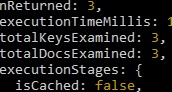 nReturned: 3,
executionTimeMillis: 1
totalKeysExamined: 3,
totalDocsExamined: 3,
executionStages: {
isCached: false,